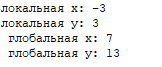 локальная x: -3
локальная y: 3
глобальная x: 7
глобальная y: 13